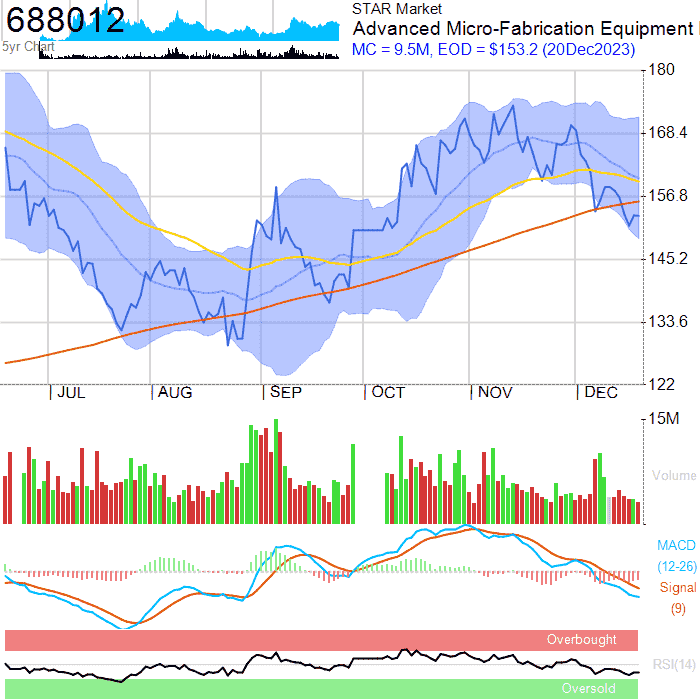 688012
5yr Chart
STAR Market
Advanced Micro-Fabrication Equipment
MC = 9.5M, EOD = $153.2 (20Dec2023)
180
168.4
156.8
145.2
133.6
122
JUL AUG SEP OCT NOV DEC
15M
Volume
MACD
(12-26)
Signal
(9)
Overbought
RSI(14)
Oversold